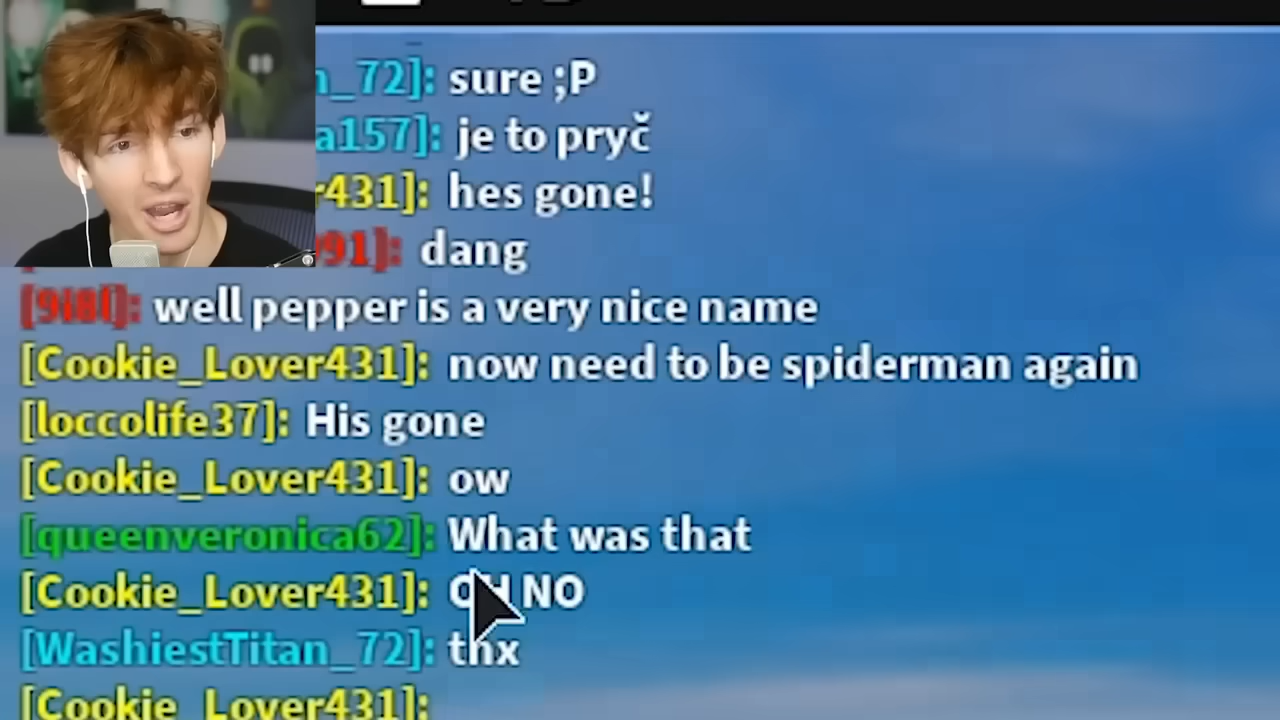 n_72]: sure ;P
a157]: je to pryč
r431]: hes gone!
91]: dang
[9i8l]: well pepper is a very nice name
[Cookie_Lover431]: now need to be spiderman again
[loccolife37]: His gone
[Cookie_Lover431]: ow
[queenveronica62]: What was that
[Cookie_Lover431]: OH NO
[WashiestTitan_72]: thx
[Cookie_Lover431]: